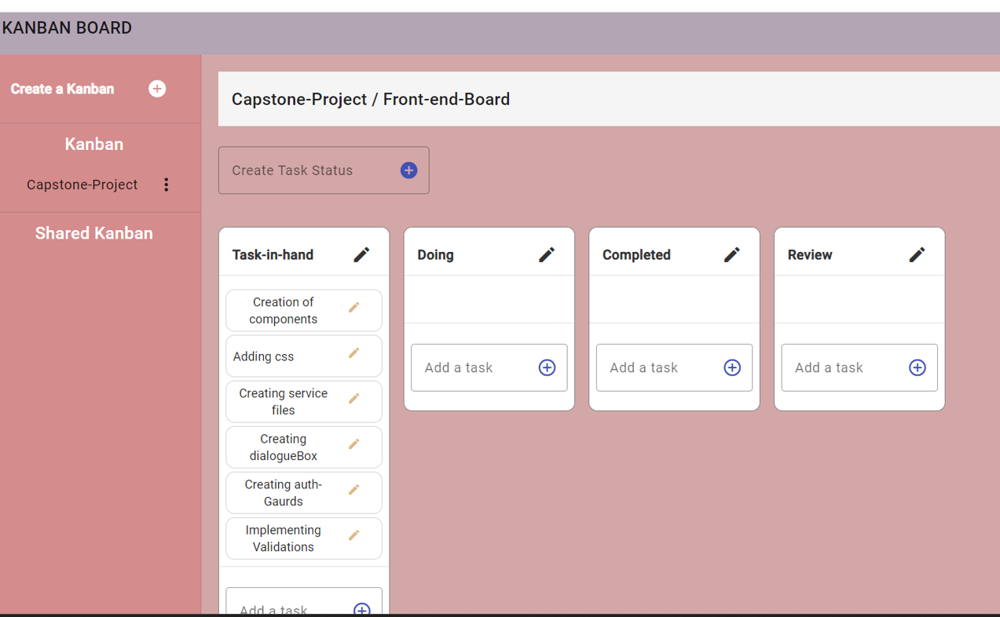 KANBAN BOARD
Create a Kanban
Kanban
Capstone-Project
Shared Kanban
Capstone-Project / Front-end-Board
Create Task Status
Task-in-hand
Creation of
components
Adding css
Creating service
files
Creating
dialogueBox
Creating auth-
Gaurds
Implementing
Validations
Add a task
Doing
Add a task
Completed
Add a task
Review
Add a task